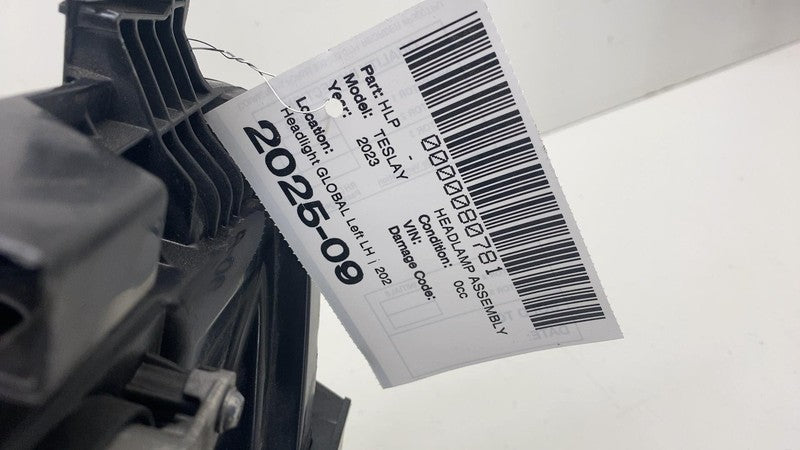 0000080781
Part: HLP - HEADLAMP ASSEMBLY
Model: TESLAY Condition: 0cc
Year: 2023 VIN:
Damage Code:
Location:
Headlight GLOBAL Left LH | 202
2025-09